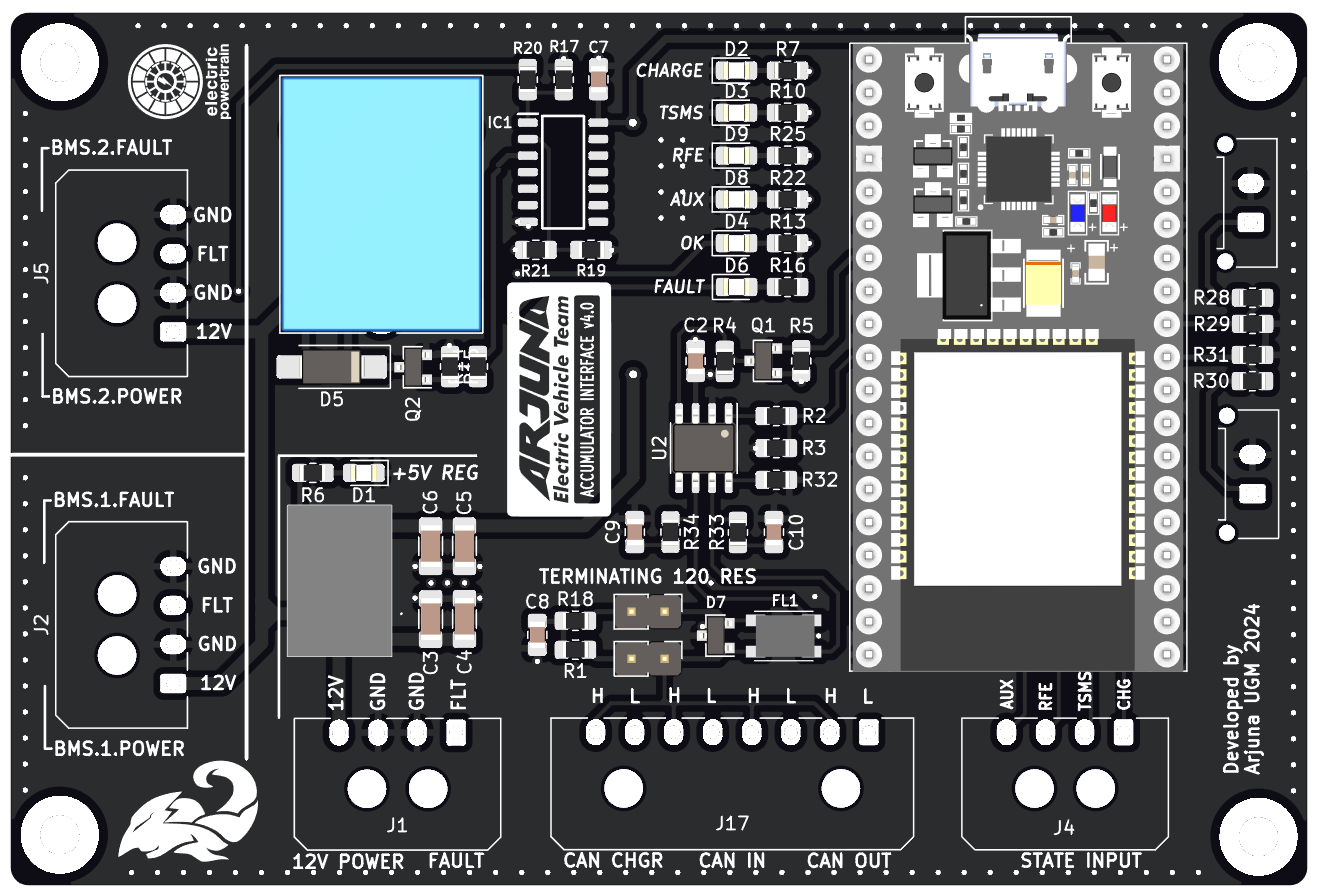 electric
powertrain
BMS.2.FAULT
GND
FLT
GND
12V
J5
BMS.2.POWER
BMS.1.FAULT
GND
FLT
GND
12V
J2
BMS.1.POWER
R20 R17 C7
IC1
R21 R19
D5
Q2
R6 D1 +5V REG
C6 C5
C3 C4
12V GND GND FLT
J1
12V POWER FAULT
ARJUNA
Electric Vehicle Team
ACCUMULATOR INTERFACE v4.0
D2 R7
CHARGE
D3 R10
TSMS
D9 R25
RFE
D8 R22
AUX
D4 R13
OK
D6 R16
FAULT
C2 R4 Q1 R5
U2
R2
R3
R32
C9 R34 R33 C10
TERMINATING 120 RES
C8 R18
R1
D7 FL1
H L H L H L H L
J17
CAN CHGR CAN IN CAN OUT
R28
R29
R31
R30
AUX RFE TSMS CHG
J4
STATE INPUT
Developed by
Arjuna UGM 2024